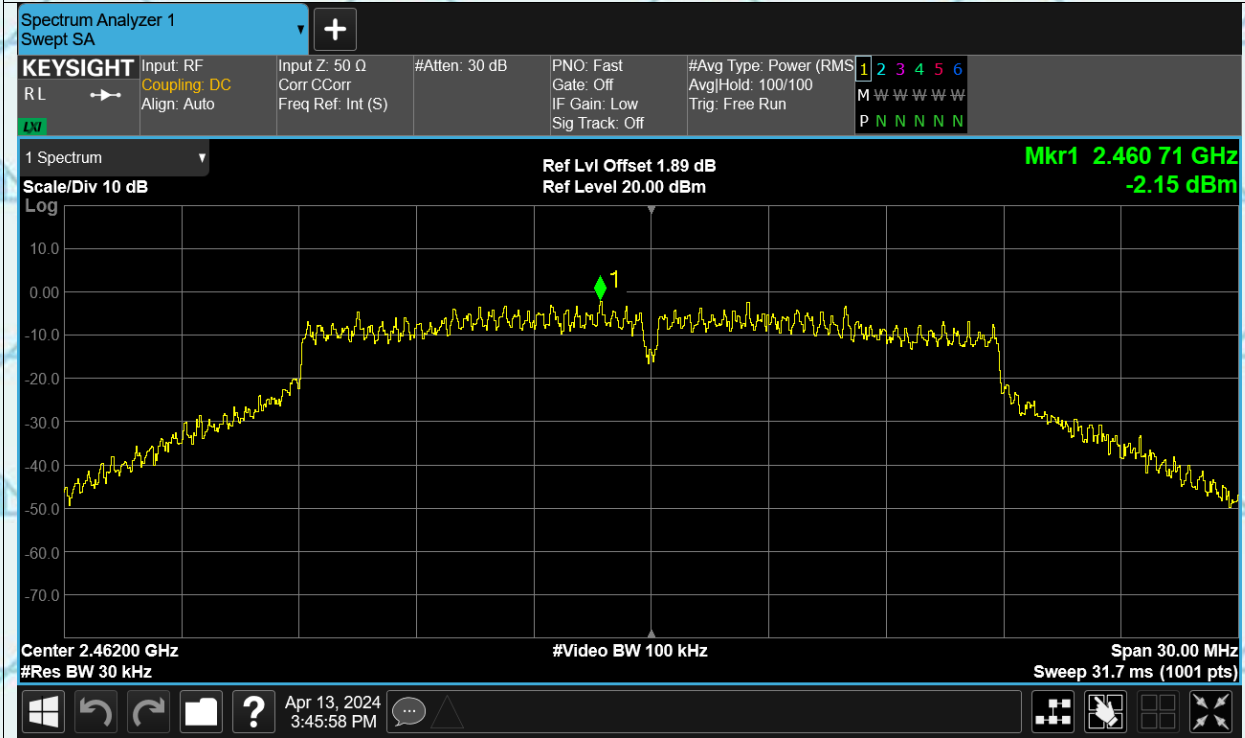 Spectrum Analyzer 1
Swept SA
+
KEYSIGHT
R L
LXI
Input: RF
Coupling: DC
Align: Auto
Input Z: 50 Ω
Corr CCorr
Freq Ref: Int (S)
#Atten: 30 dB
PNO: Fast
Gate: Off
IF Gain: Low
Sig Track: Off
#Avg Type: Power (RMS
Avg|Hold: 100/100
Trig: Free Run
1 2 3 4 5 6
M W W W W W
P N N N N N
1 Spectrum
Scale/Div 10 dB
Log
Ref Lvl Offset 1.89 dB
Ref Level 20.00 dBm
Mkr1 2.460 71 GHz
-2.15 dBm
1
10.0
0.00
-10.0
-20.0
-30.0
-40.0
-50.0
-60.0
-70.0
Center 2.46200 GHz
#Video BW 100 kHz
Span 30.00 MHz
#Res BW 30 kHz
Sweep 31.7 ms (1001 pts)
?
Apr 13, 2024
3:45:58 PM